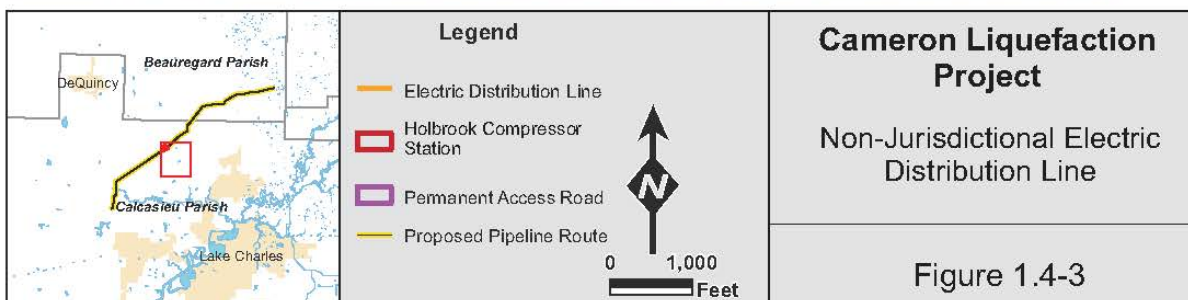 Beauregard Parish
DeQuincy
Calcasieu Parish
Lake Charles
Legend
Electric Distribution Line
Holbrook Compressor
Station
Permanent Access Road
Proposed Pipeline Route
N
0 1,000
Feet
Cameron Liquefaction
Project
Non-Jurisdictional Electric
Distribution Line
Figure 1.4-3